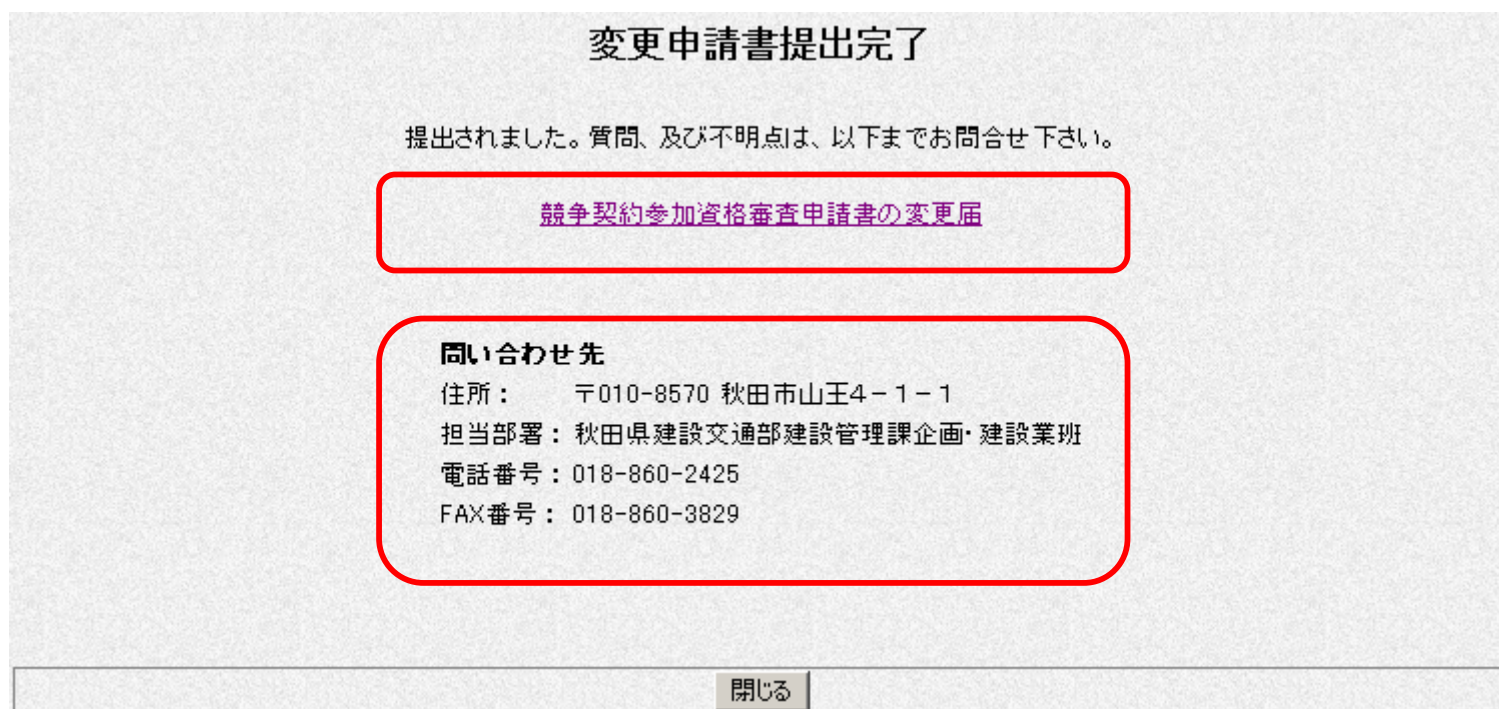 変更申請書提出完了
提出されました。質問、及び不明点は、以下までお問合せ下さい。
競争契約参加資格審査申請書の変更届
問い合わせ先
住所： 〒010-8570 秋田市山王4－1－1
担当部署： 秋田県建設交通部建設管理課企画・建設業班
電話番号： 018-860-2425
FAX番号： 018-860-3829
閉じる